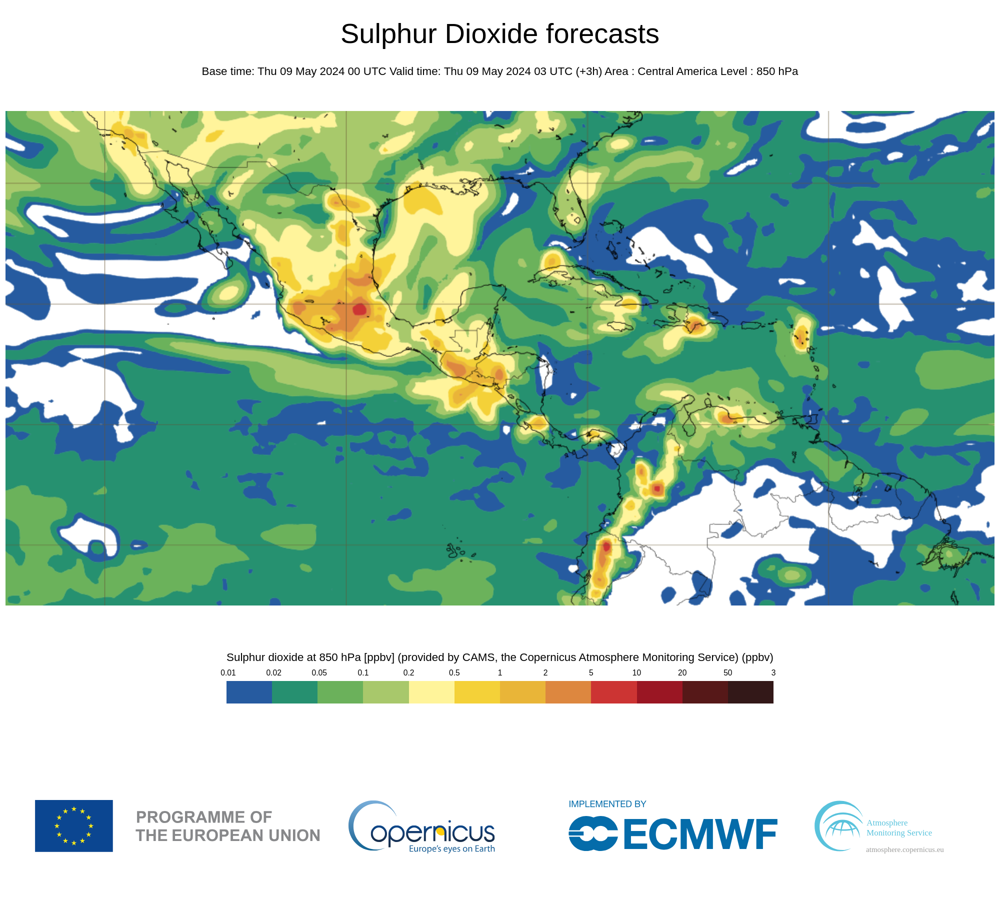 Sulphur Dioxide forecasts
Base time: Thu 09 May 2024 00 UTC Valid time: Thu 09 May 2024 03 UTC (+3h) Area : Central America Level : 850 hPa
Sulphur dioxide at 850 hPa [ppbv] (provided by CAMS, the Copernicus Atmosphere Monitoring Service) (ppbv)
0.01 0.02 0.05 0.1 0.2 0.5 1 2 5 10 20 50 3
PROGRAMME OF
THE EUROPEAN UNION
opernicus
Europe's eyes on Earth
IMPLEMENTED BY
ECMWF
Atmosphere
Monitoring Service
atmosphere.copernicus.eu